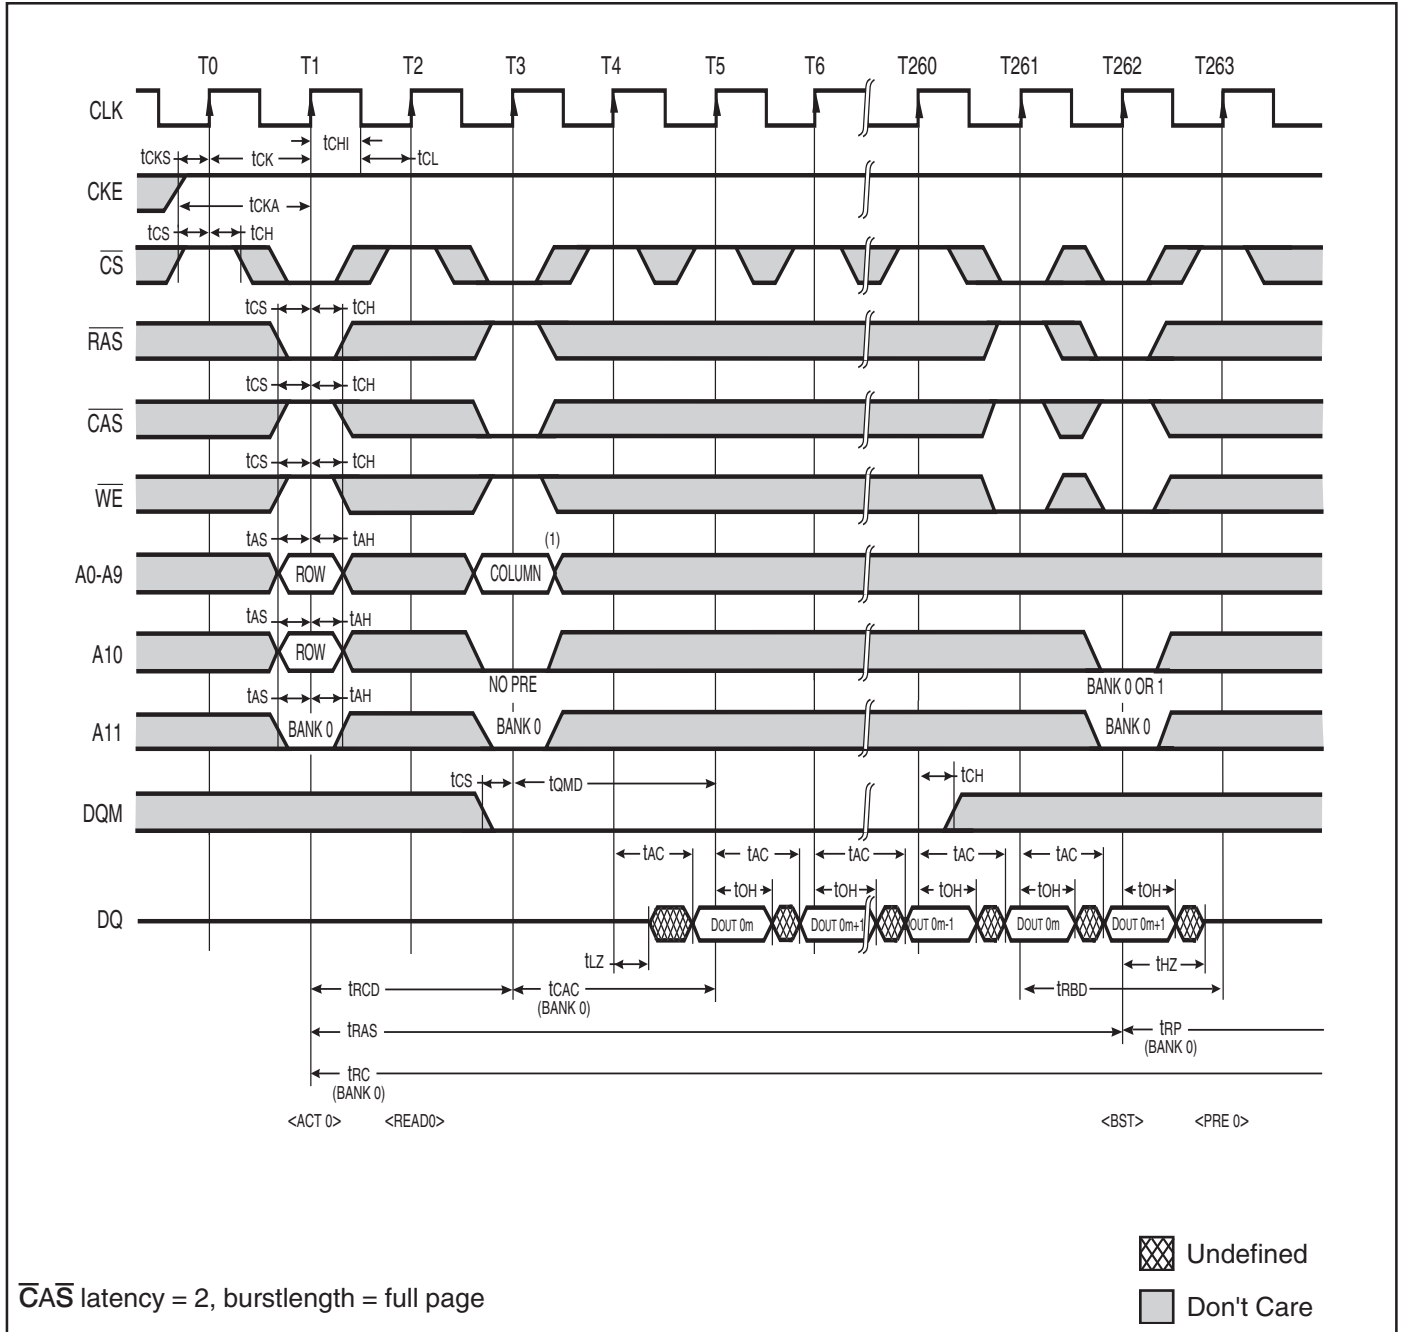 T0 T1 T2 T3 T4 T5 T6 T260 T261 T262 T263
CLK
tCHI
tCKS tCK tCL
CKE
tCKA
tCS tCH
CS
tCS tCH
RAS
tCS tCH
CAS
tCS tCH
WE
tAS tAH (1)
A0-A9 ROW COLUMN
tAS tAH
A10 ROW
NO PRE BANK 0 OR 1
tAS tAH
A11 BANK 0 BANK 0 BANK 0
tCS tQMD tCH
DQM
tAC tAC tAC tAC tAC
tOH tOH tOH tOH tOH
DQ DOUT 0m DOUT 0m+1 OUT 0m-1 DOUT 0m DOUT 0m+1
tLZ tHZ
tRCD tCAC tRBD
(BANK 0)
tRAS tRP
(BANK 0)
tRC
(BANK 0)
<ACT 0> <READ0> <BST> <PRE 0>
Undefined
CAS latency = 2, burstlength = full page
Don't Care